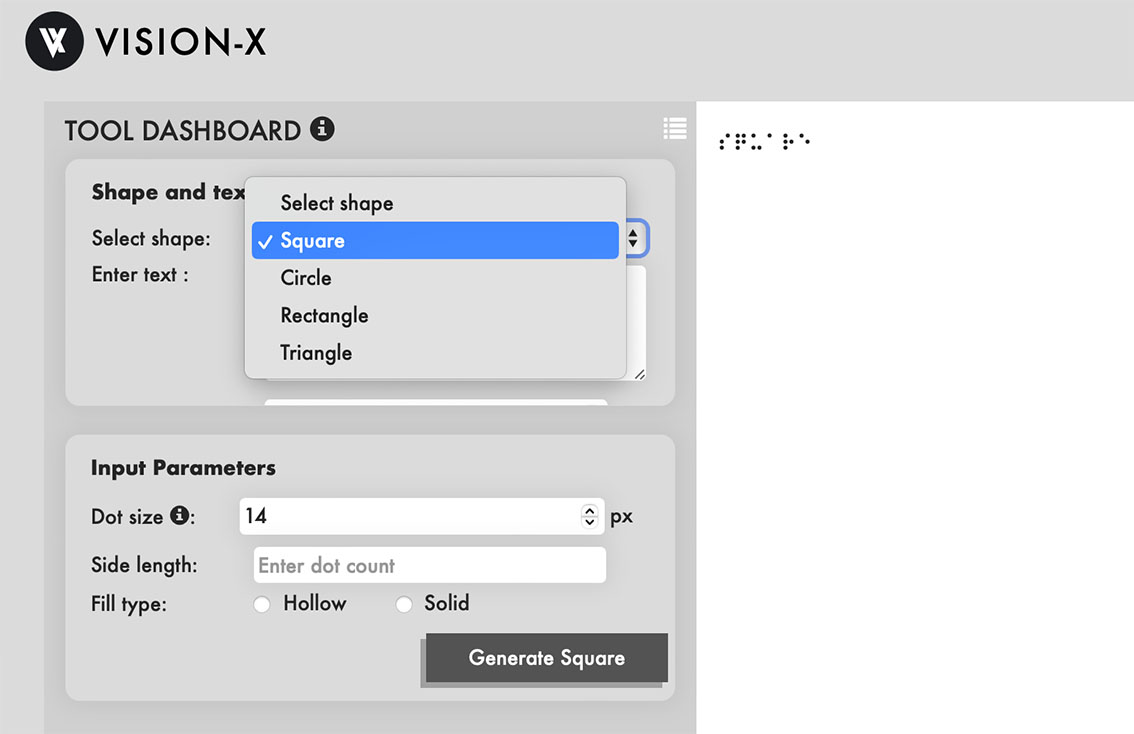 VISION-X
TOOL DASHBOARD
⠎⠟⠥⠁⠗⠑
Shape and tex
Select shape:
Select shape
✓ Square
Circle
Rectangle
Triangle
Enter text :
Input Parameters
Dot size : 14 px
Side length: Enter dot count
Fill type: Hollow Solid
Generate Square